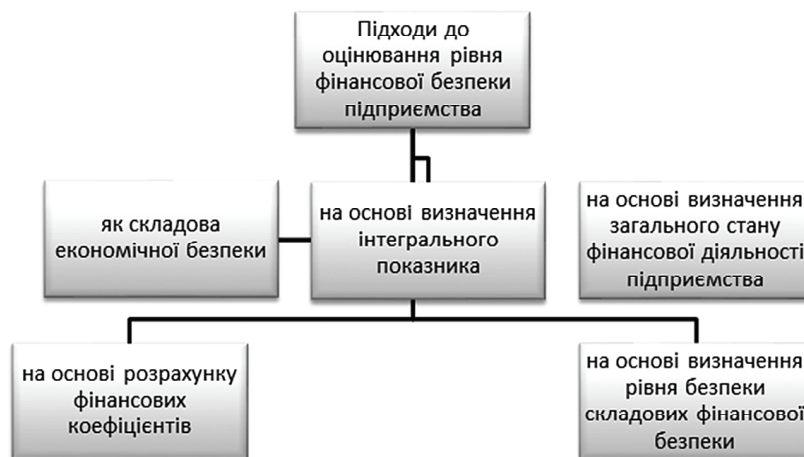 Підходи до
оцінювання рівня
фінансової безпеки
підприємства
як складова
економічної безпеки
на основі визначення
інтегрального
показника
на основі визначення
загального стану
фінансової діяльності
підприємства
на основі розрахунку
фінансових
коефіцієнтів
на основі визначення
рівня безпеки
складових фінансової
безпеки